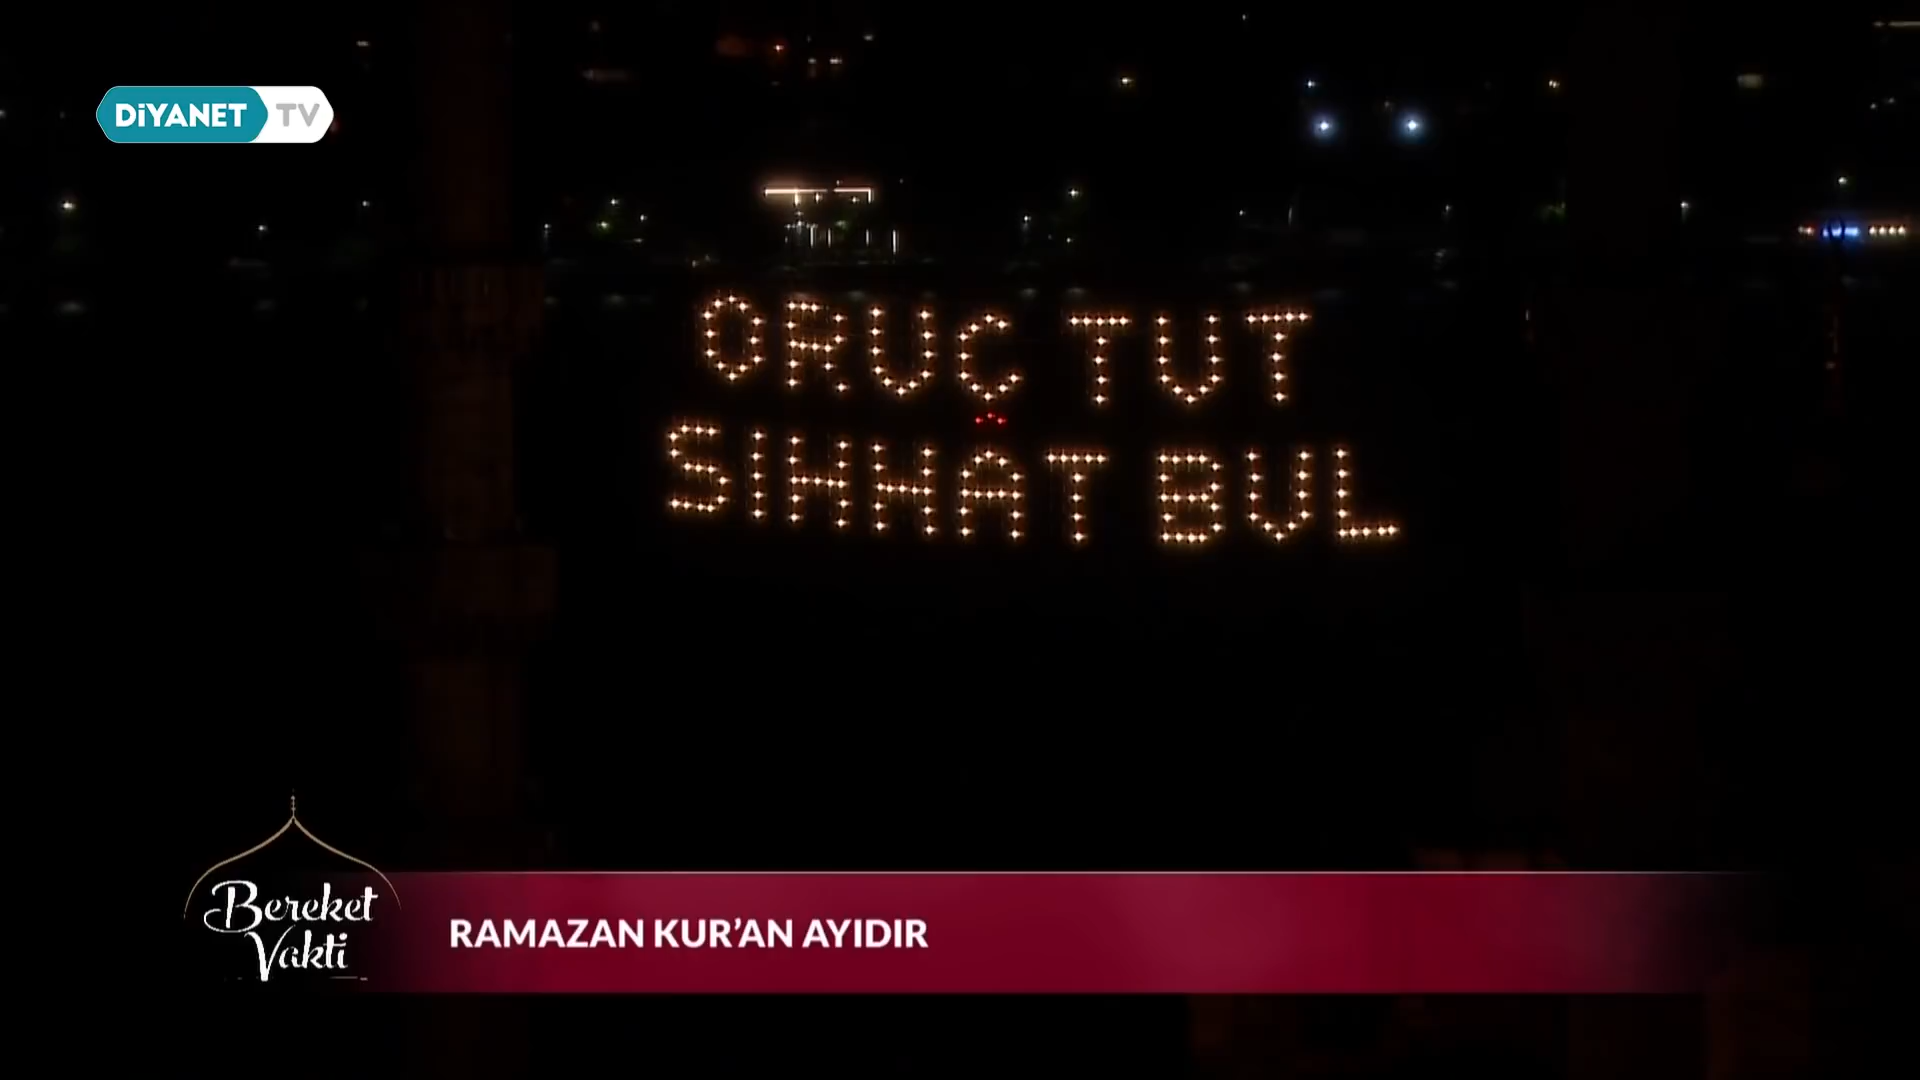 DİYANET TV
ORUÇ TUT
SIHHAT BUL
Bereket
Vakti
RAMAZAN KUR'AN AYIDIR